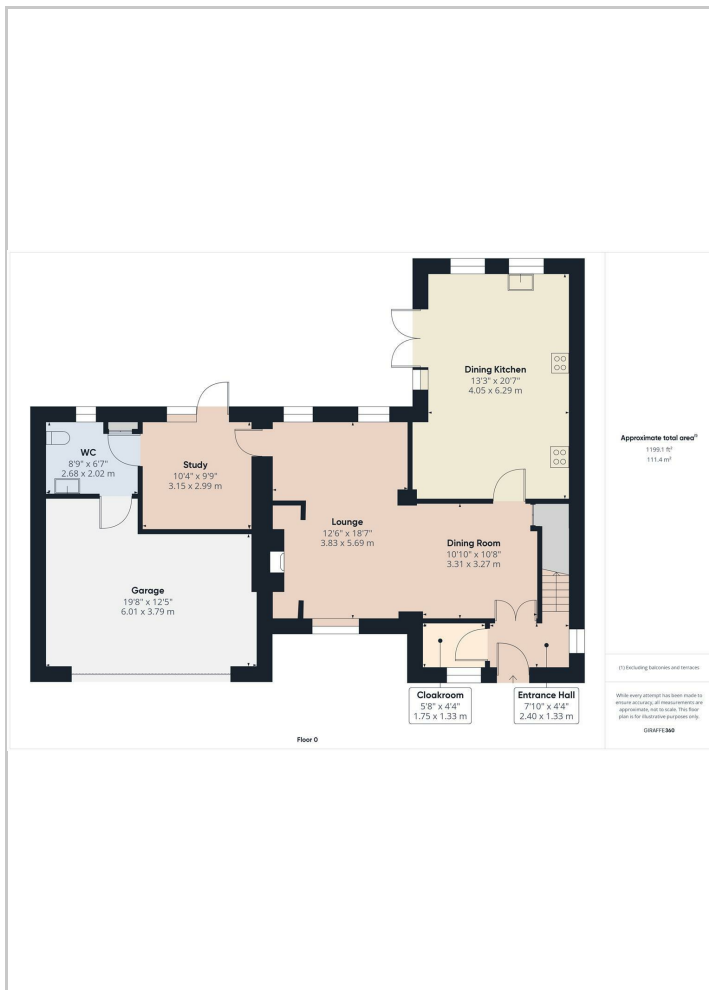 Dining Kitchen
13'3" x 20'7"
4.05 x 6.29 m
WC
8'9" x 6'7"
2.68 x 2.02 m
Study
10'4" x 9'9"
3.15 x 2.99 m
Lounge
12'6" x 18'7"
3.83 x 5.69 m
Dining Room
10'10" x 10'8"
3.31 x 3.27 m
Garage
19'8" x 12'5"
6.01 x 3.79 m
Cloakroom
5'8" x 4'4"
1.75 x 1.33 m
Entrance Hall
7'10" x 4'4"
2.40 x 1.33 m
Floor 0
Approximate total area⁽¹⁾
1199.1 ft²
111.4 m²
(1) Excluding balconies and terraces
While every attempt has been made to
ensure accuracy, all measurements are
approximate, not to scale. This floor
plan is for illustrative purposes only.
GIRAFFE360